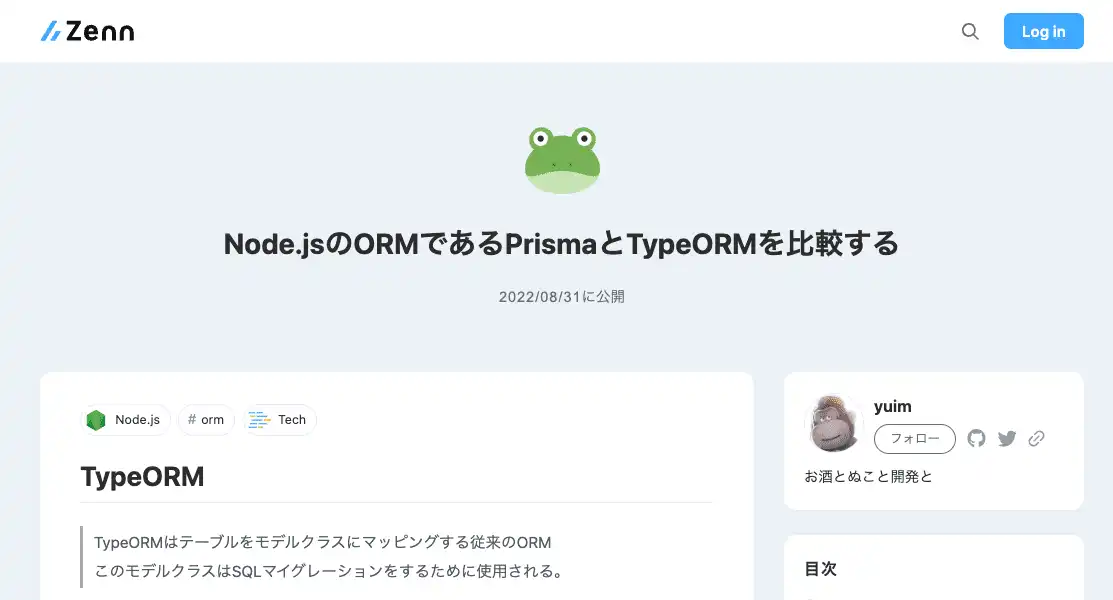 Zenn
Log in
Node.jsのORMであるPrismaとTypeORMを比較する
2022/08/31に公開
Node.js
# orm
Tech
TypeORM
TypeORMはテーブルをモデルクラスにマッピングする従来のORM
このモデルクラスはSQLマイグレーションをするために使用される。
yuim
フォロー
お酒とぬこと開発と
目次